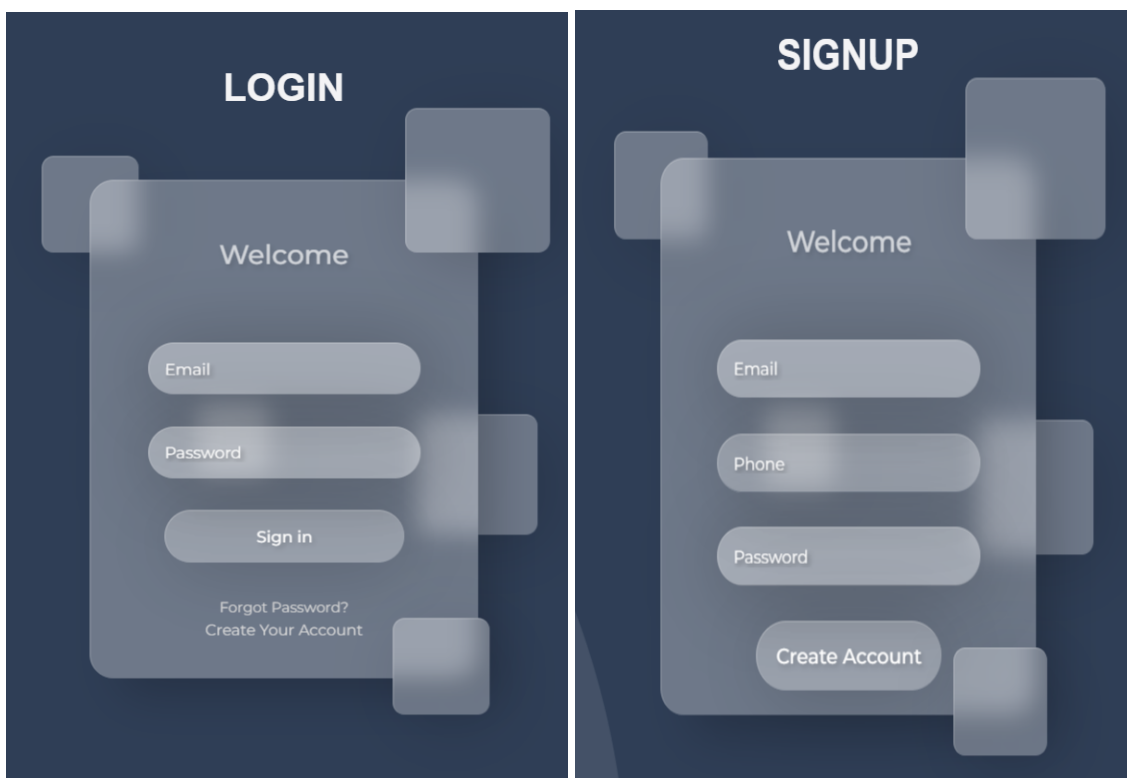 LOGIN
Welcome
Email
Password
Sign in
Forgot Password?
Create Your Account
SIGNUP
Welcome
Email
Phone
Password
Create Account